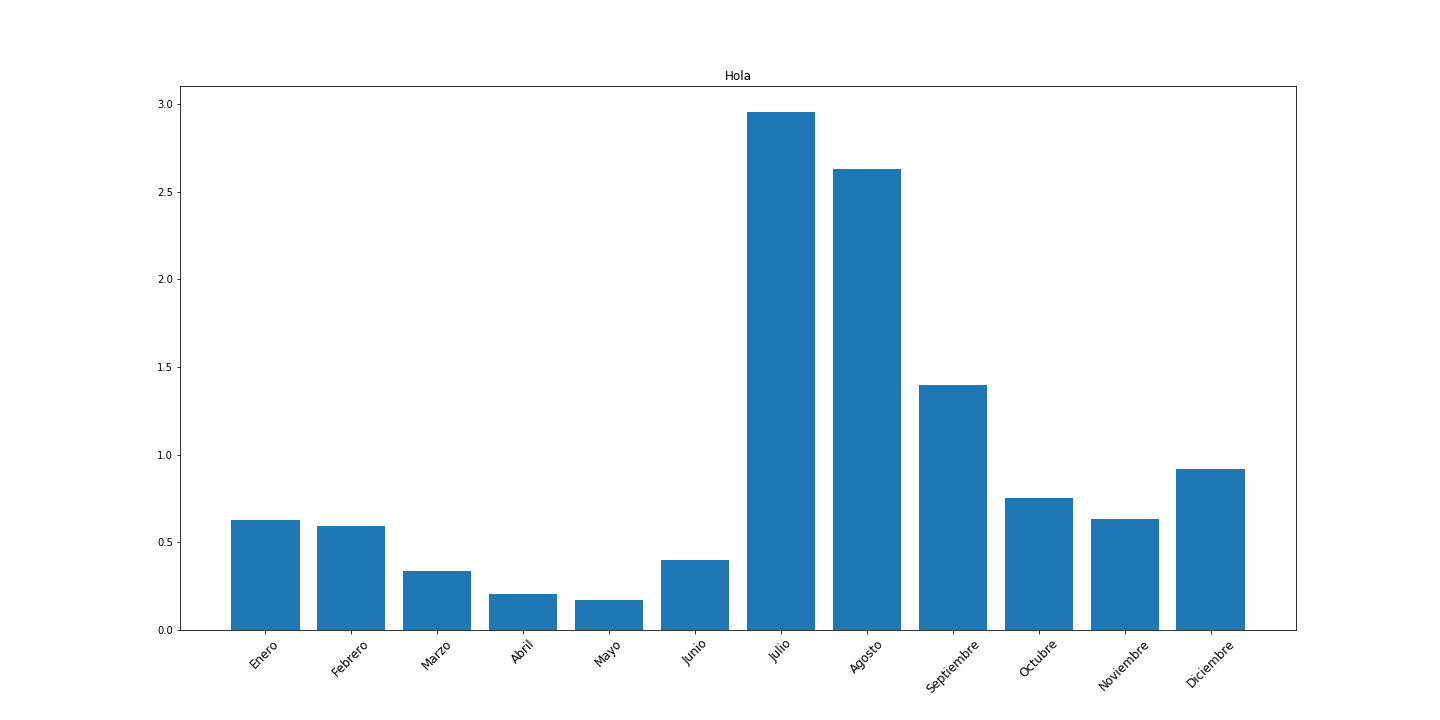 Hola
3.0
2.5
2.0
1.5
1.0
0.5
0.0
Enero
Febrero
Marzo
Abril
Mayo
Junio
Julio
Agosto
Septiembre
Octubre
Noviembre
Diciembre